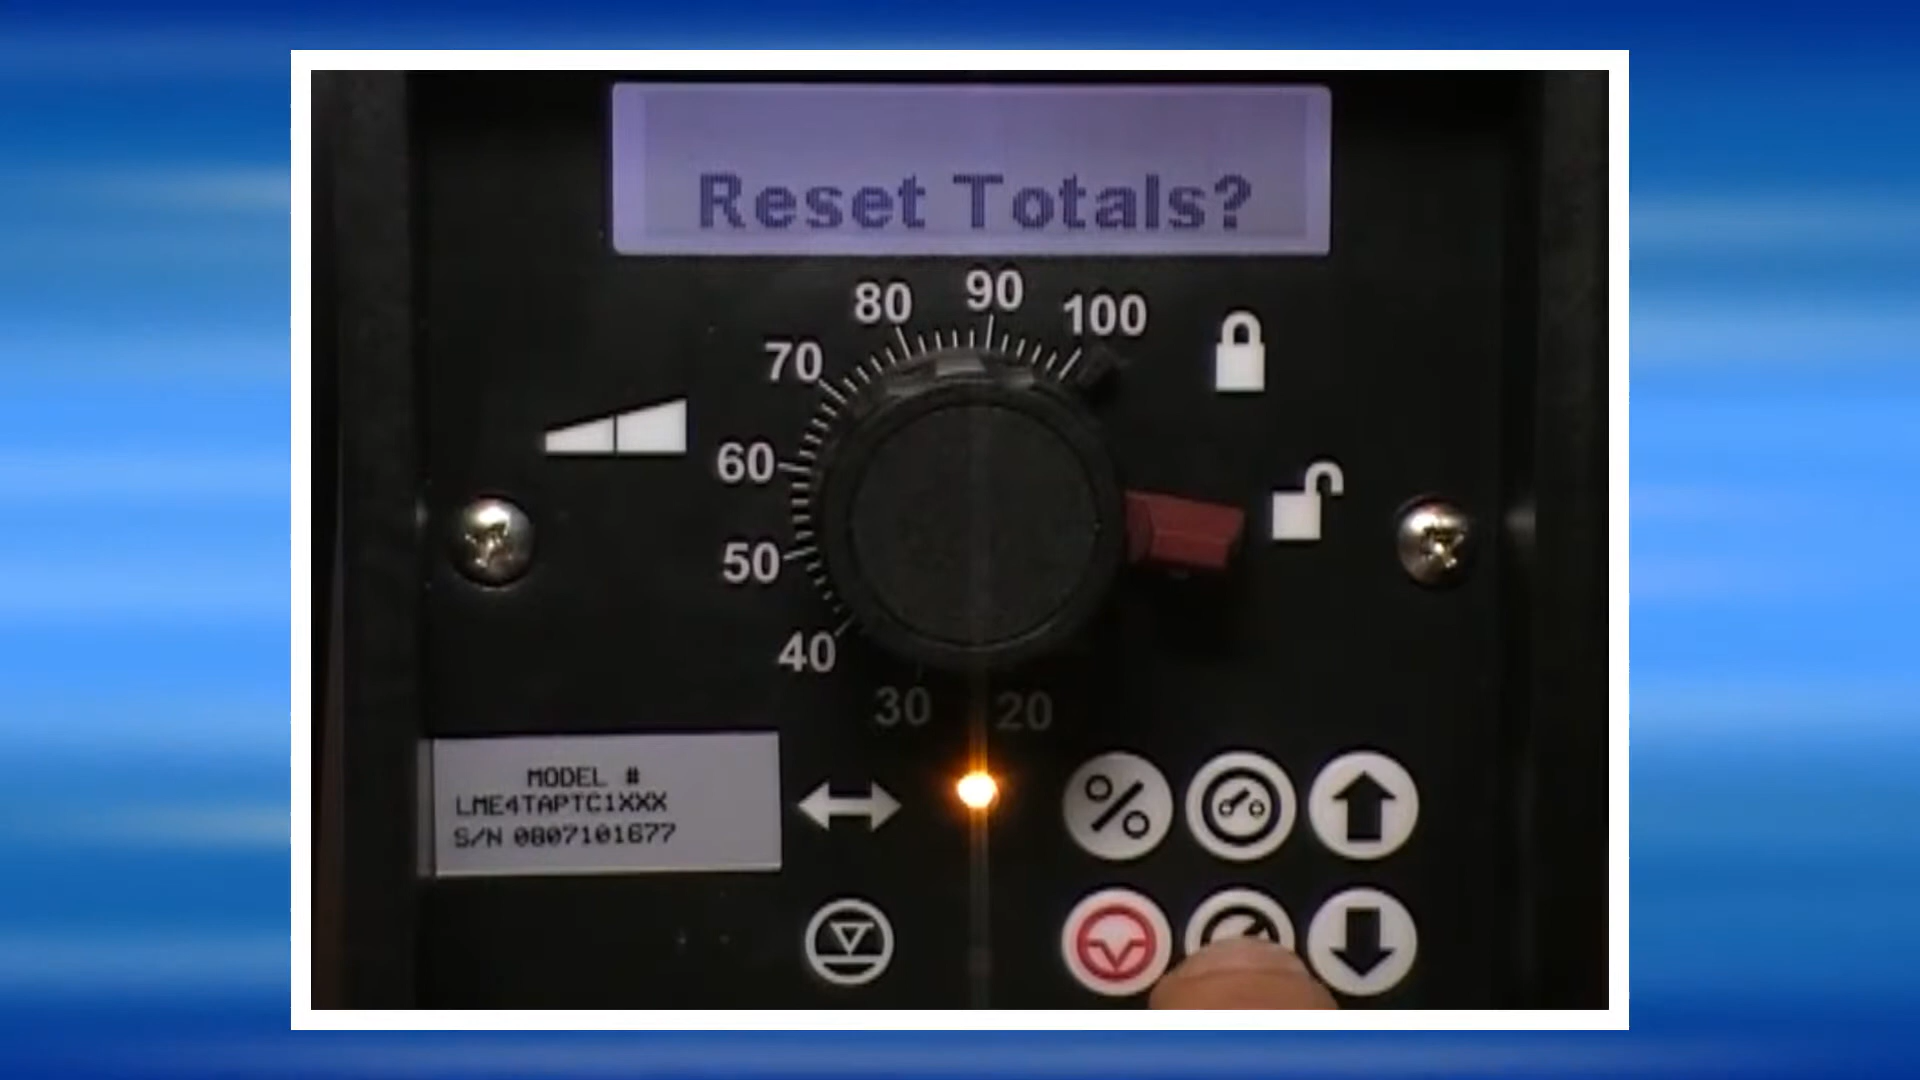 Reset Totals?
80 90 100
70
60
50
40
30 20
MODEL #
LME4TAPTC1XXX
S/N 0807101677
%